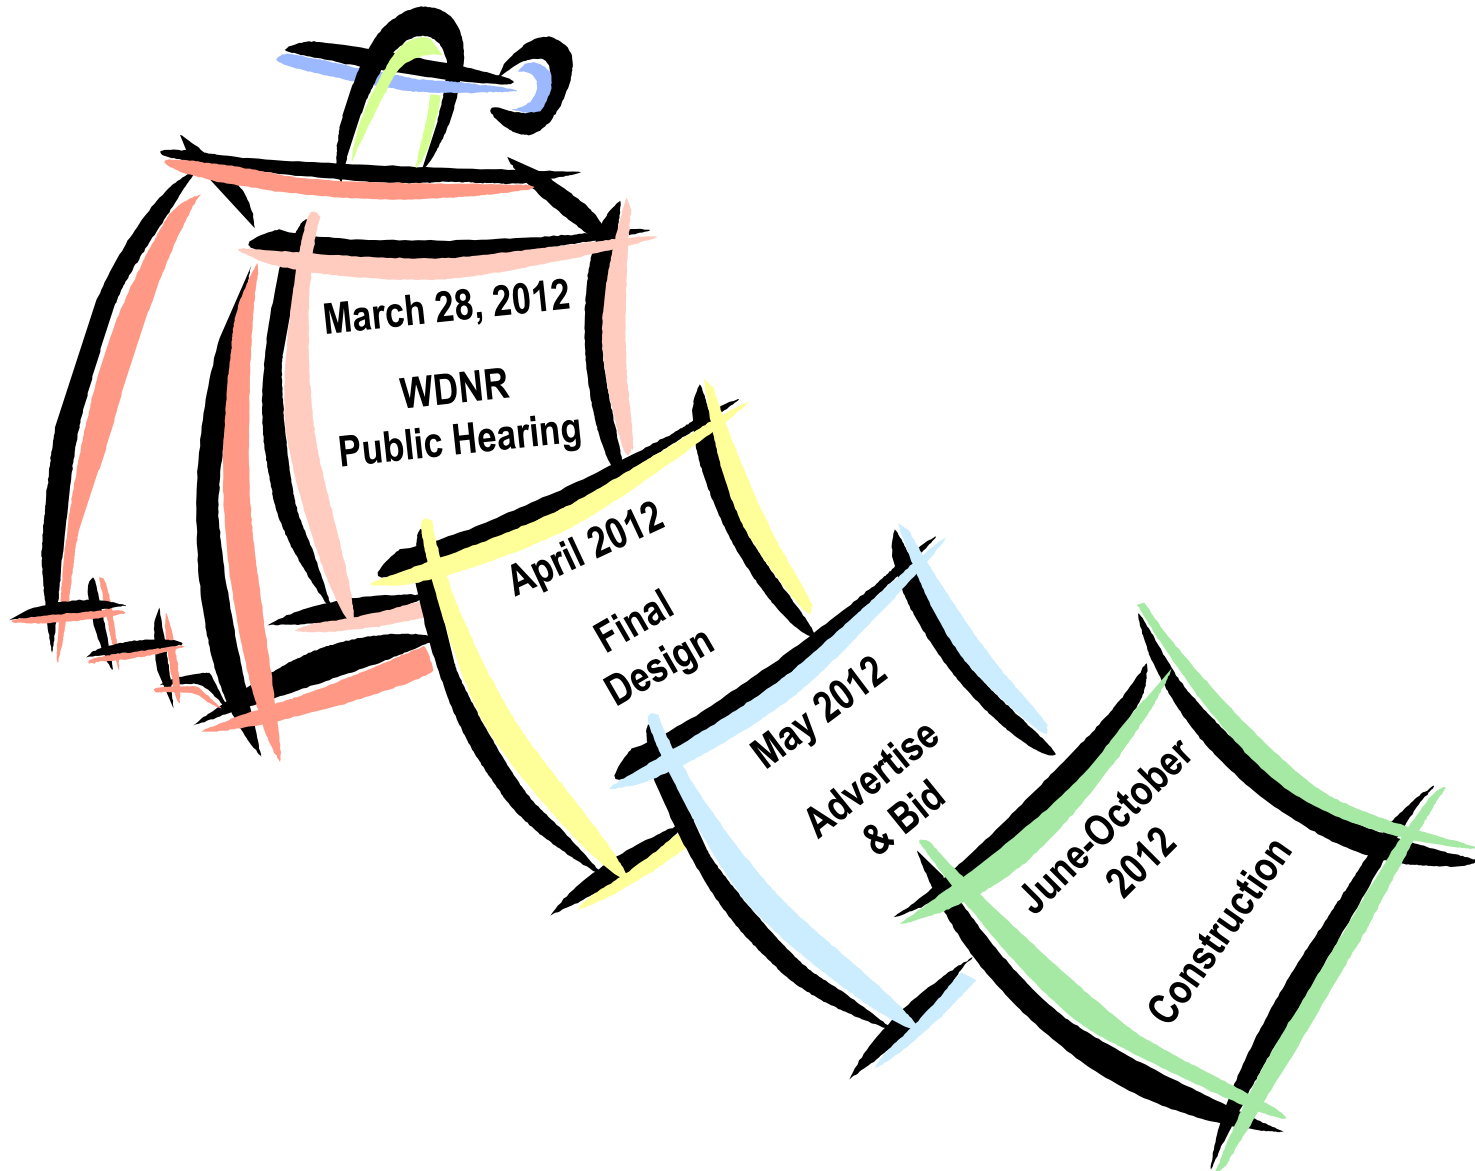 March 28, 2012
WDNR
Public Hearing
April 2012
Final
Design
May 2012
Advertise
& Bid
June-October
2012
Construction